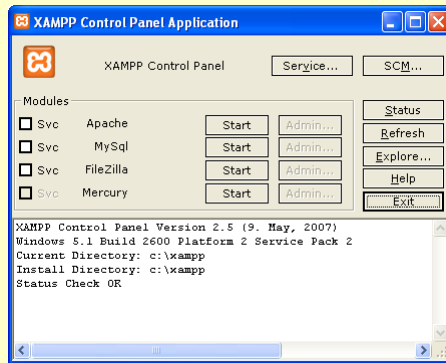 XAMPP Control Panel Application
XAMPP Control Panel
Service...
SCM...
Modules
Svc Apache Start Admin...
Svc MySql Start Admin...
Svc FileZilla Start Admin...
Svc Mercury Start Admin...
Status
Refresh
Explore...
Help
Exit
XAMPP Control Panel Version 2.5 (9. May, 2007)
Windows 5.1 Build 2600 Platform 2 Service Pack 2
Current Directory: c:\xampp
Install Directory: c:\xampp
Status Check OK